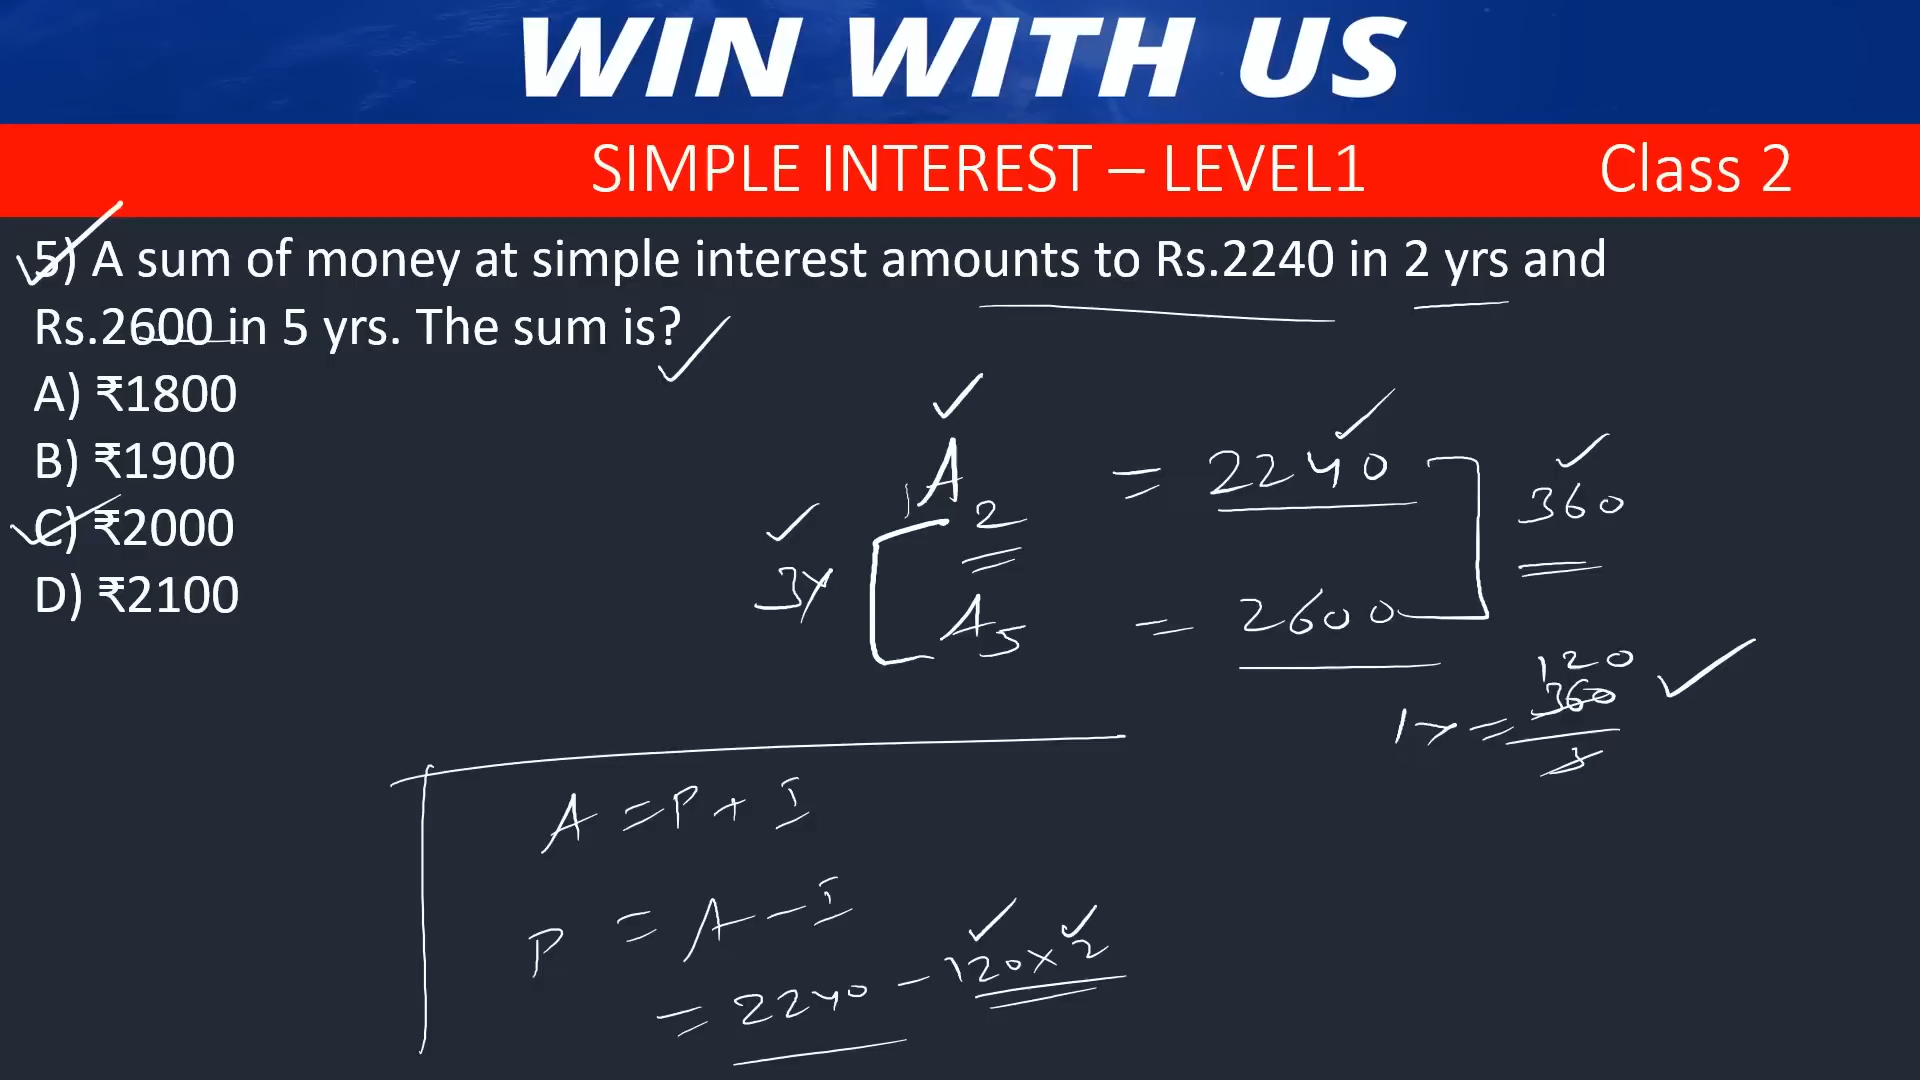 WIN WITH US
SIMPLE INTEREST – LEVEL1 Class 2
5) A sum of money at simple interest amounts to Rs.2240 in 2 yrs and
Rs.2600 in 5 yrs. The sum is?
A) ₹1800
B) ₹1900
C) ₹2000
D) ₹2100
A2 = 2240
360
3y
A5 = 2600
120
1y = 360
3
A = P + I
P = A - I
= 2240 - 120 x 2